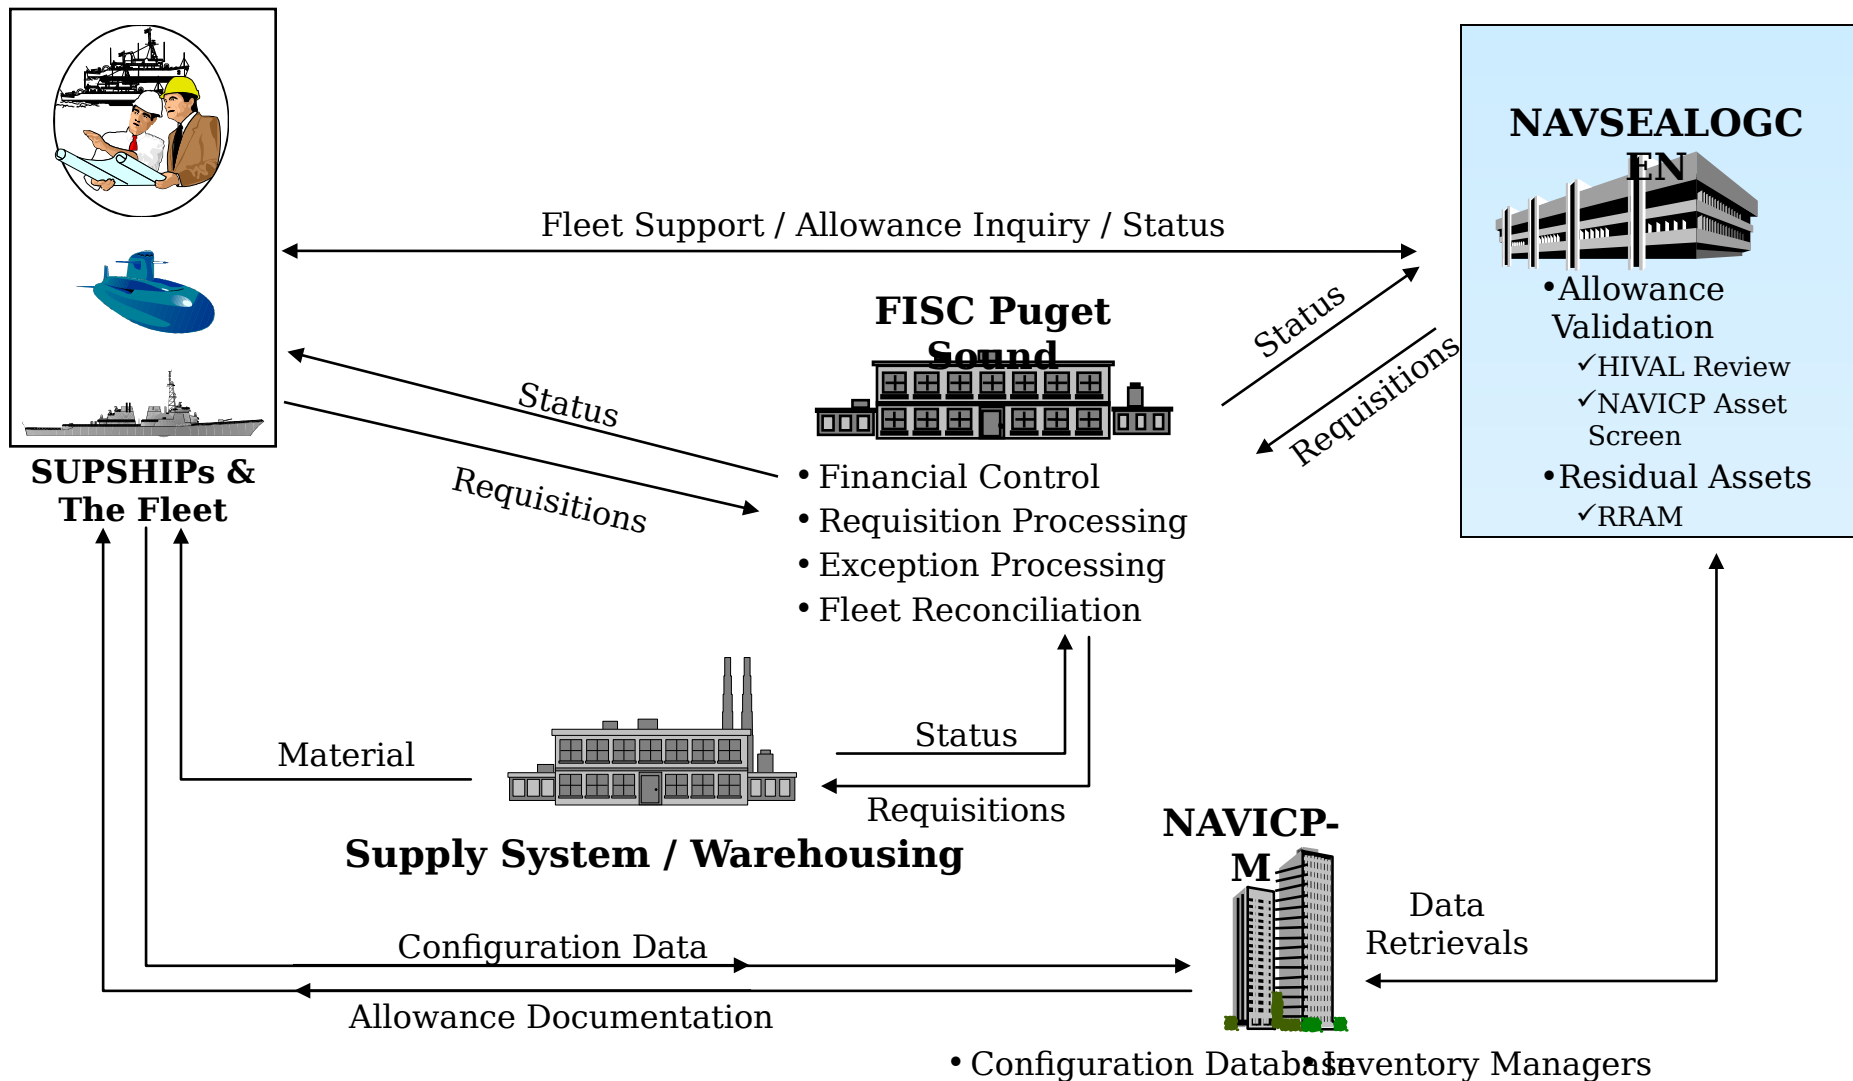 NAVSEALOGC
EN
Fleet Support / Allowance Inquiry / Status
•Allowance
Validation
✓HIVAL Review
✓NAVICP Asset
Screen
•Residual Assets
✓RRAM
FISC Puget
Sound
Status
Requisitions
Status
Requisitions
• Financial Control
• Requisition Processing
• Exception Processing
• Fleet Reconciliation
SUPSHIPs &
The Fleet
Material
Status
Requisitions
Supply System / Warehousing
NAVICP-
M
Data
Retrievals
Configuration Data
Allowance Documentation
• Configuration Database
• Inventory Managers